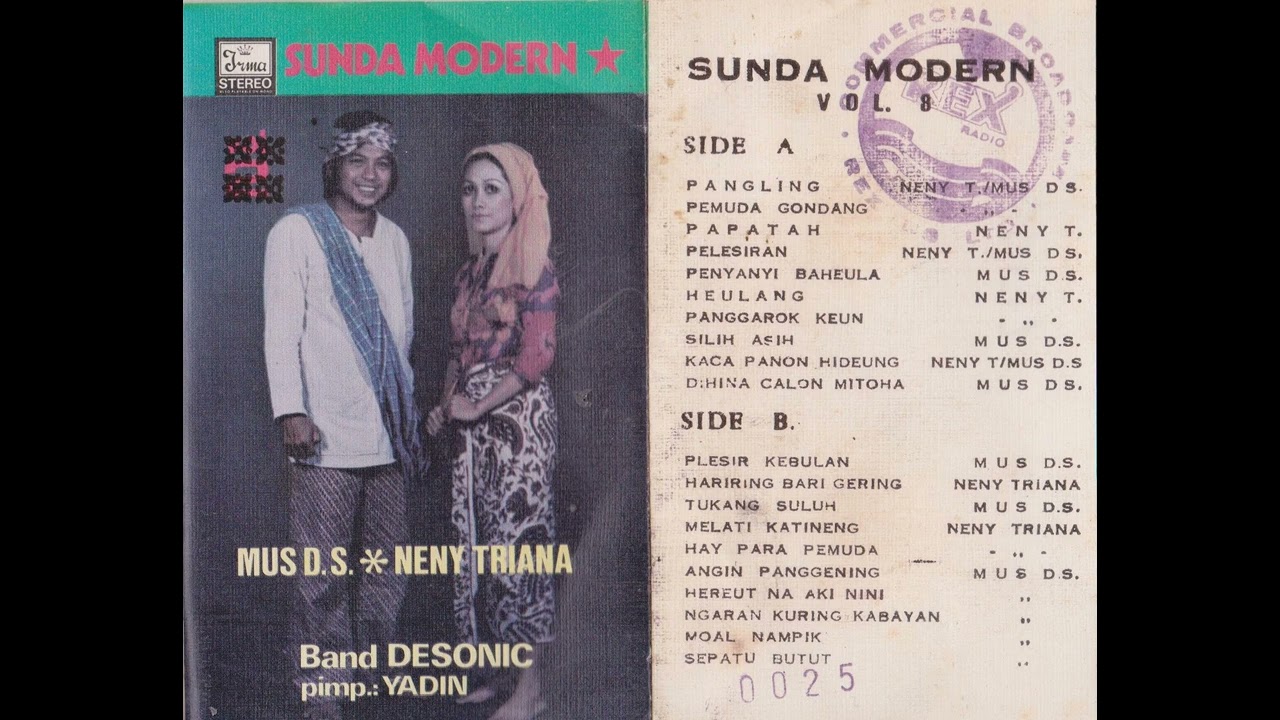 Irma
STEREO
SUNDA MODERN
MUS D.S. * NENY TRIANA
Band DESONIC
pimp.: YADIN
COMMERCIAL BROADCAST
REX
RADIO
SUNDA MODERN
VOL. 8
SIDE A
PANGLING NENY T./MUS D S.
PEMUDA GONDANG - ,, -
PAPATAH NENY T.
PELESIRAN NENY T./MUS DS,
PENYANYI BAHEULA MUS D.S.
HEULANG NENY T.
PANGGAROK KEUN - ,, -
SILIH ASIH MUS D.S.
KACA PANON HIDEUNG NENY T/MUS D.S
D:HINA CALON MITOHA MUS DS.
SIDE B.
PLESIR KEBULAN MUS D.S.
HARIRING BARI GERING NENY TRIANA
TUKANG SULUH MUS D.S.
MELATI KATINENG NENY TRIANA
HAY PARA PEMUDA - ,, -
ANGIN PANGGENING MUS DS.
HEREUT NA AKI NINI ,,
NGARAN KURING KABAYAN ,,
MOAL NAMPIK ,,
SEPATU BUTUT ,,
0025